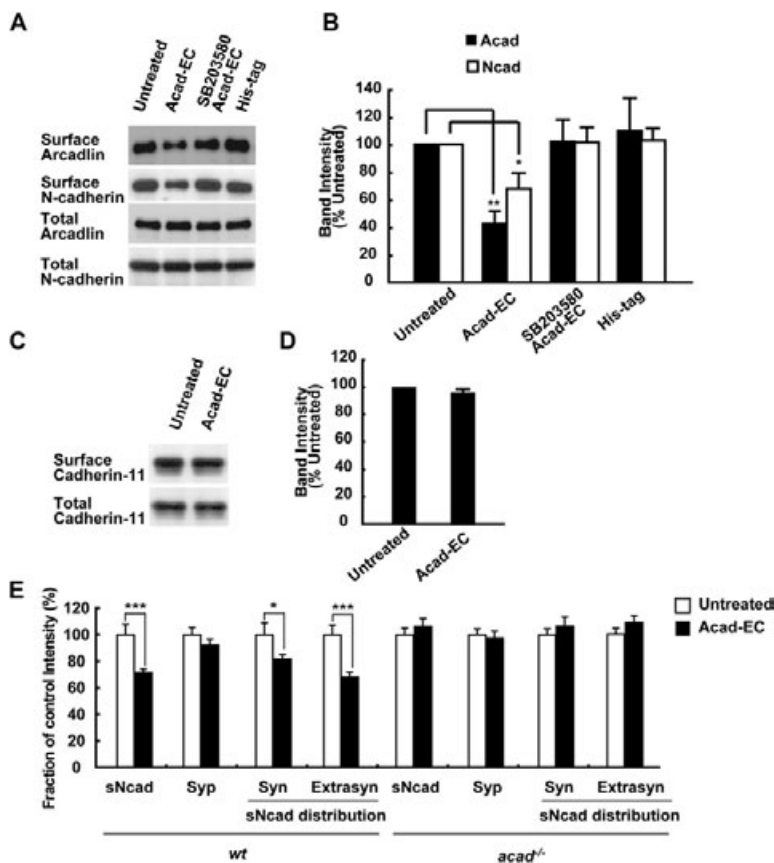 A
Untreated
Acad-EC
SB203580
Acad-EC
His-tag
Surface
Arcadlin
Surface
N-cadherin
Total
Arcadlin
Total
N-cadherin
B
Acad
Ncad
Band Intensity
(% Untreated)
140
120
100
80
60
40
20
0
**
*
Untreated
Acad-EC
SB203580
Acad-EC
His-tag
C
Untreated
Acad-EC
Surface
Cadherin-11
Total
Cadherin-11
D
Band Intensity
(% Untreated)
120
100
80
60
40
20
0
Untreated
Acad-EC
E
Fraction of control Intensity (%)
120
100
80
60
40
20
0
***
*
***
Untreated
Acad-EC
sNcad Syp Syn Extrasyn sNcad Syp Syn Extrasyn
sNcad distribution sNcad distribution
wt acad-/-